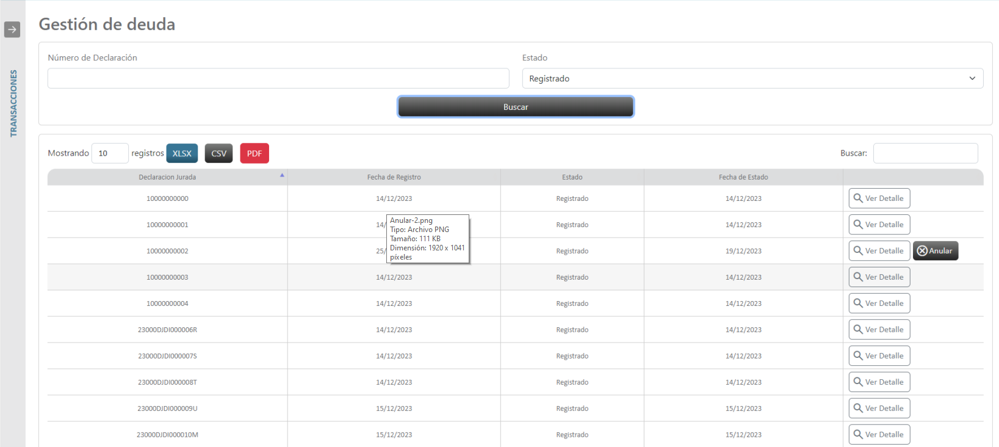 Gestión de deuda
TRANSACCIONES
Número de Declaración
Estado
Registrado
Buscar
Mostrando 10 registros XLSX CSV PDF Buscar:
Declaracion Jurada Fecha de Registro Estado Fecha de Estado
10000000000 14/12/2023 Registrado 14/12/2023 Ver Detalle
10000000001 14/ Registrado 14/12/2023 Ver Detalle
10000000002 25/ Registrado 19/12/2023 Ver Detalle Anular
Anular-2.png
Tipo: Archivo PNG
Tamaño: 111 KB
Dimensión: 1920 x 1041
píxeles
10000000003 14/12/2023 Registrado 14/12/2023 Ver Detalle
10000000004 14/12/2023 Registrado 14/12/2023 Ver Detalle
23000DJDI000006R 14/12/2023 Registrado 14/12/2023 Ver Detalle
23000DJDI000007S 14/12/2023 Registrado 14/12/2023 Ver Detalle
23000DJDI000008T 14/12/2023 Registrado 14/12/2023 Ver Detalle
23000DJDI000009U 15/12/2023 Registrado 15/12/2023 Ver Detalle
23000DJDI000010M 15/12/2023 Registrado 15/12/2023 Ver Detalle